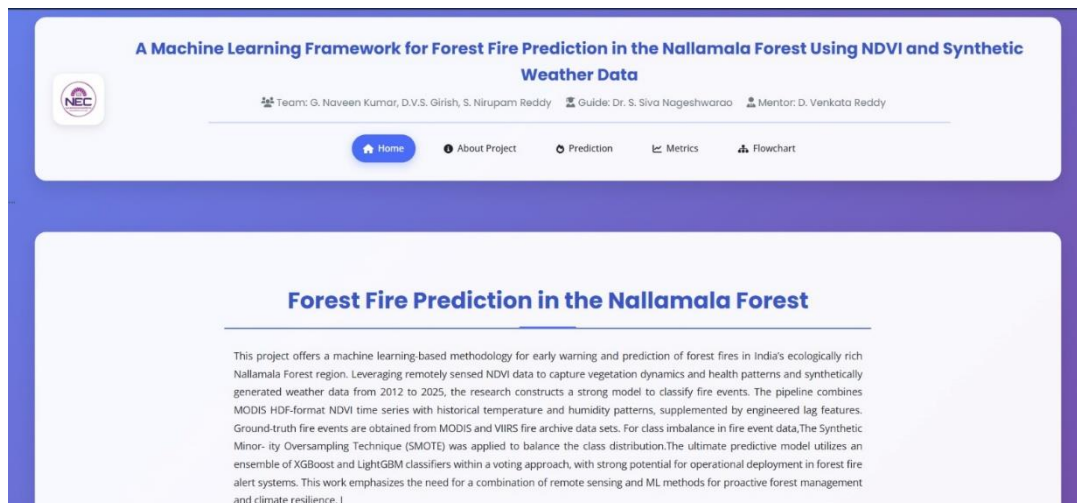 A Machine Learning Framework for Forest Fire Prediction in the Nallamala Forest Using NDVI and Synthetic
Weather Data
NEC
Team: G. Naveen Kumar, D.V.S. Girish, S. Nirupam Reddy Guide: Dr. S. Siva Nageshwarao Mentor: D. Venkata Reddy
Home About Project Prediction Metrics Flowchart
Forest Fire Prediction in the Nallamala Forest
This project offers a machine learning-based methodology for early warning and prediction of forest fires in India's ecologically rich
Nallamala Forest region. Leveraging remotely sensed NDVI data to capture vegetation dynamics and health patterns and synthetically
generated weather data from 2012 to 2025, the research constructs a strong model to classify fire events. The pipeline combines
MODIS HDF-format NDVI time series with historical temperature and humidity patterns, supplemented by engineered lag features.
Ground-truth fire events are obtained from MODIS and VIIRS fire archive data sets. For class imbalance in fire event data,The Synthetic
Minor- ity Oversampling Technique (SMOTE) was applied to balance the class distribution.The ultimate predictive model utilizes an
ensemble of XGBoost and LightGBM classifiers within a voting approach, with strong potential for operational deployment in forest fire
alert systems. This work emphasizes the need for a combination of remote sensing and ML methods for proactive forest management
and climate resilience. I